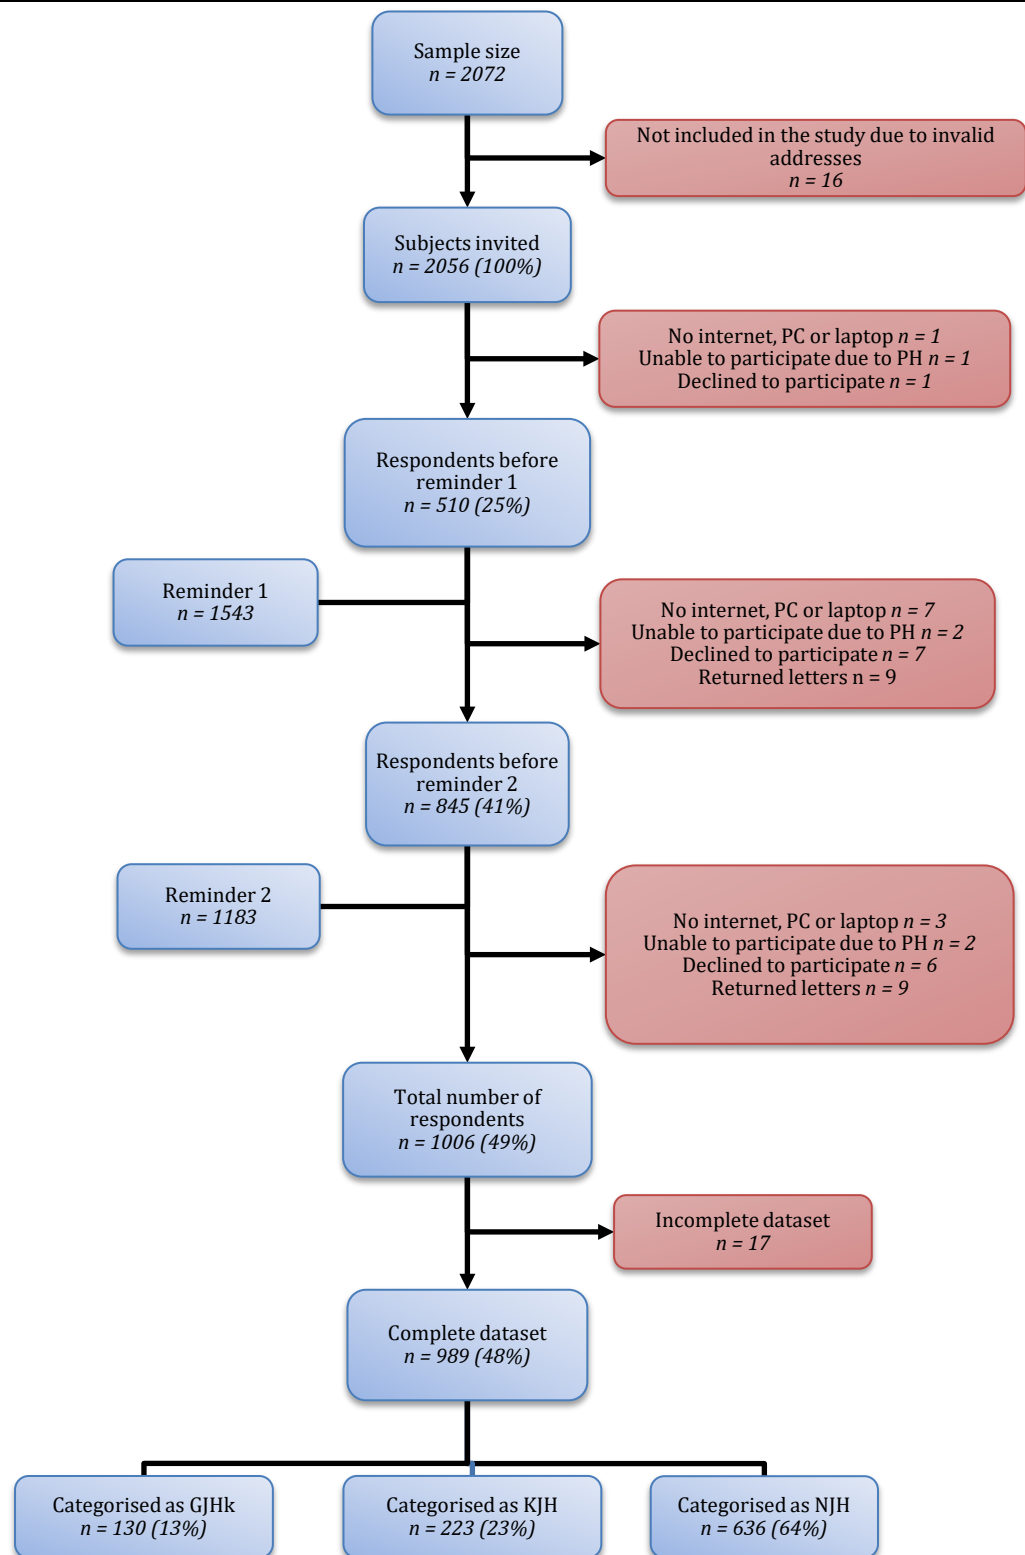 Sample size
n = 2072
Not included in the study due to invalid
addresses
n = 16
Subjects invited
n = 2056 (100%)
No internet, PC or laptop n = 1
Unable to participate due to PH n = 1
Declined to participate n = 1
Respondents before
reminder 1
n = 510 (25%)
Reminder 1
n = 1543
No internet, PC or laptop n = 7
Unable to participate due to PH n = 2
Declined to participate n = 7
Returned letters n = 9
Respondents before
reminder 2
n = 845 (41%)
Reminder 2
n = 1183
No internet, PC or laptop n = 3
Unable to participate due to PH n = 2
Declined to participate n = 6
Returned letters n = 9
Total number of
respondents
n = 1006 (49%)
Incomplete dataset
n = 17
Complete dataset
n = 989 (48%)
Categorised as GJHk
n = 130 (13%)
Categorised as KJH
n = 223 (23%)
Categorised as NJH
n = 636 (64%)